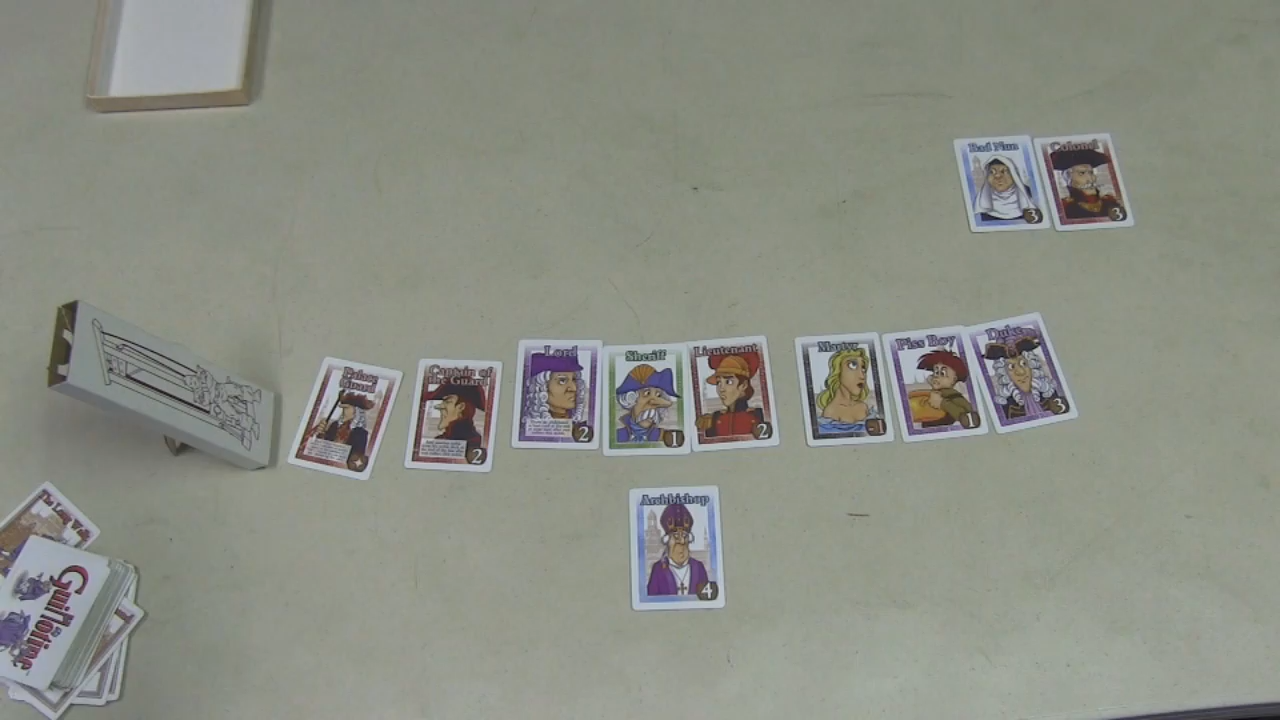 Bad Nun
3
Colonel
3
Palace
Guard
+
Captain of
the Guard
2
Lord
2
Sheriff
1
Lieutenant
2
Martyr
-1
Piss Boy
1
Duke
3
Archbishop
4
Guillotine